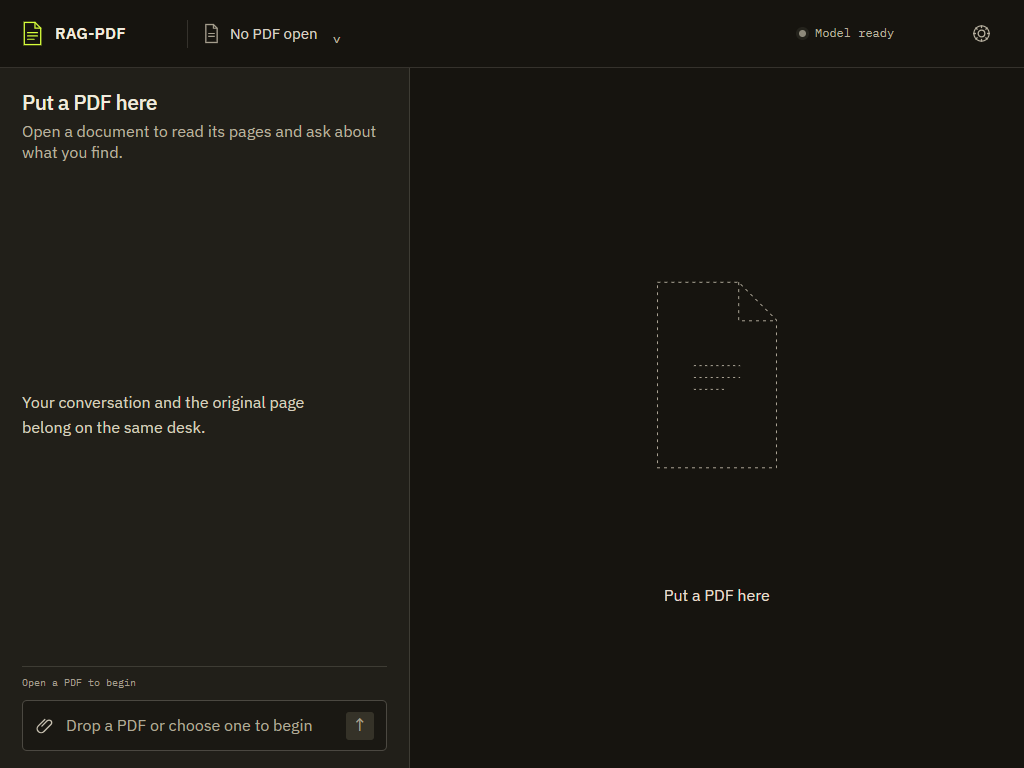 RAG-PDF
No PDF open
Model ready
Put a PDF here
Open a document to read its pages and ask about
what you find.
Your conversation and the original page
belong on the same desk.
Open a PDF to begin
Drop a PDF or choose one to begin
Put a PDF here